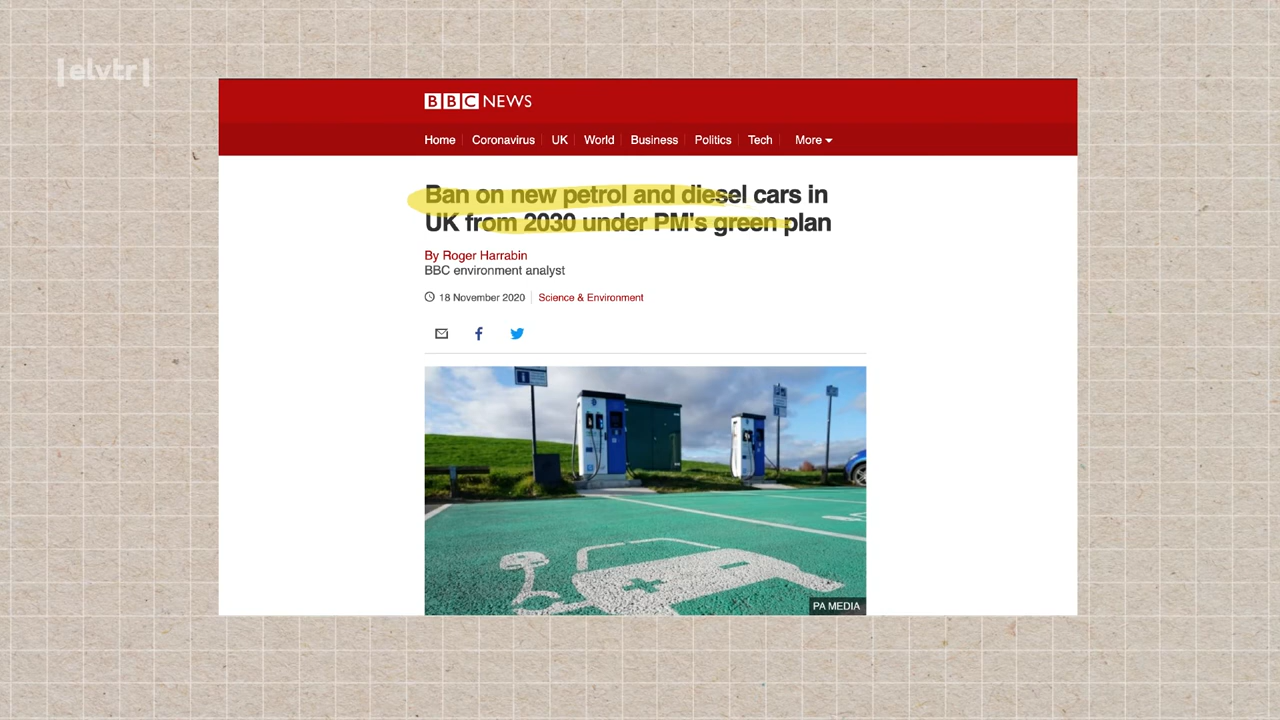 [elvtr]
BBC NEWS
Home Coronavirus UK World Business Politics Tech More
Ban on new petrol and diesel cars in
UK from 2030 under PM's green plan
By Roger Harrabin
BBC environment analyst
18 November 2020 Science & Environment
PA MEDIA